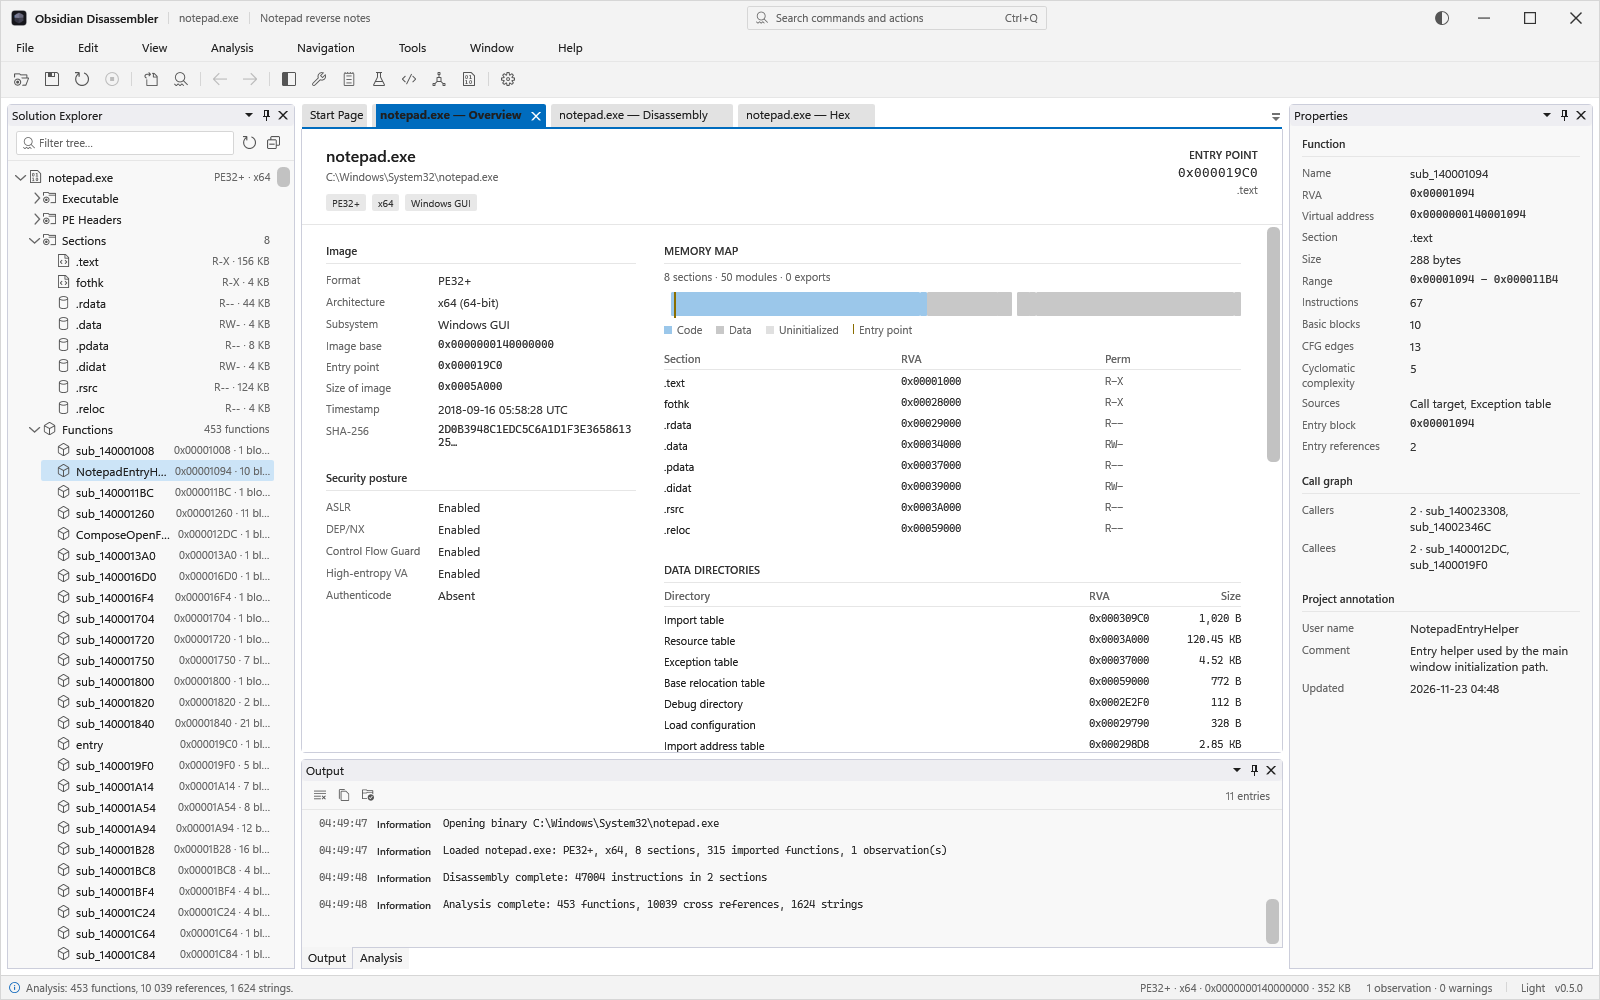 Obsidian Disassembler notepad.exe Notepad reverse notes
Search commands and actions Ctrl+Q
File Edit View Analysis Navigation Tools Window Help
Solution Explorer
Filter tree...
notepad.exe PE32+ · x64
Executable
PE Headers
Sections 8
.text R-X · 156 KB
fothk R-X · 4 KB
.rdata R-- · 44 KB
.data RW- · 4 KB
.pdata R-- · 8 KB
.didat RW- · 4 KB
.rsrc R-- · 124 KB
.reloc R-- · 4 KB
Functions 453 functions
sub_140001008 0x00001008 · 1 blo...
NotepadEntryH... 0x00001094 · 10 bl...
sub_1400011BC 0x000011BC · 1 blo...
sub_140001260 0x00001260 · 11 bl...
ComposeOpenF... 0x000012DC · 1 bl...
sub_1400013A0 0x000013A0 · 1 bl...
sub_1400016D0 0x000016D0 · 1 bl...
sub_1400016F4 0x000016F4 · 1 blo...
sub_140001704 0x00001704 · 1 blo...
sub_140001720 0x00001720 · 1 blo...
sub_140001750 0x00001750 · 7 bl...
sub_140001800 0x00001800 · 1 blo...
sub_140001820 0x00001820 · 2 blo...
sub_140001840 0x00001840 · 21 bl...
entry 0x000019C0 · 1 bl...
sub_1400019F0 0x000019F0 · 5 bl...
sub_140001A14 0x00001A14 · 7 bl...
sub_140001A54 0x00001A54 · 8 bl...
sub_140001A94 0x00001A94 · 12 b...
sub_140001B28 0x00001B28 · 16 bl...
sub_140001BC8 0x00001BC8 · 4 bl...
sub_140001BF4 0x00001BF4 · 4 bl...
sub_140001C24 0x00001C24 · 4 bl...
sub_140001C64 0x00001C64 · 1 bl...
sub_140001C84 0x00001C84 · 1 bl...
Start Page notepad.exe — Overview notepad.exe — Disassembly notepad.exe — Hex
notepad.exe
C:\Windows\System32\notepad.exe
PE32+ x64 Windows GUI
ENTRY POINT
0x000019C0
.text
Image
Format PE32+
Architecture x64 (64-bit)
Subsystem Windows GUI
Image base 0x0000000140000000
Entry point 0x000019C0
Size of image 0x0005A000
Timestamp 2018-09-16 05:58:28 UTC
SHA-256 2D0B3948C1EDC5C6A1D1F3E3658613
25…
Security posture
ASLR Enabled
DEP/NX Enabled
Control Flow Guard Enabled
High-entropy VA Enabled
Authenticode Absent
MEMORY MAP
8 sections · 50 modules · 0 exports
Code Data Uninitialized Entry point
Section RVA Perm
.text 0x00001000 R-X
fothk 0x00028000 R-X
.rdata 0x00029000 R--
.data 0x00034000 RW-
.pdata 0x00037000 R--
.didat 0x00039000 RW-
.rsrc 0x0003A000 R--
.reloc 0x00059000 R--
DATA DIRECTORIES
Directory RVA Size
Import table 0x000309C0 1,020 B
Resource table 0x0003A000 120.45 KB
Exception table 0x00037000 4.52 KB
Base relocation table 0x00059000 772 B
Debug directory 0x0002E2F0 112 B
Load configuration 0x00029790 328 B
Import address table 0x000298D8 2.85 KB
Output
11 entries
04:49:47 Information Opening binary C:\Windows\System32\notepad.exe
04:49:47 Information Loaded notepad.exe: PE32+, x64, 8 sections, 315 imported functions, 1 observation(s)
04:49:48 Information Disassembly complete: 47004 instructions in 2 sections
04:49:48 Information Analysis complete: 453 functions, 10039 cross references, 1624 strings
Output Analysis
Properties
Function
Name sub_140001094
RVA 0x00001094
Virtual address 0x0000000140001094
Section .text
Size 288 bytes
Range 0x00001094 – 0x000011B4
Instructions 67
Basic blocks 10
CFG edges 13
Cyclomatic complexity 5
Sources Call target, Exception table
Entry block 0x00001094
Entry references 2
Call graph
Callers 2 · sub_140023308,
sub_14002346C
Callees 2 · sub_1400012DC,
sub_1400019F0
Project annotation
User name NotepadEntryHelper
Comment Entry helper used by the main
window initialization path.
Updated 2026-11-23 04:48
Analysis: 453 functions, 10 039 references, 1 624 strings.
PE32+ · x64 · 0x0000000140000000 · 352 KB 1 observation · 0 warnings Light v0.5.0